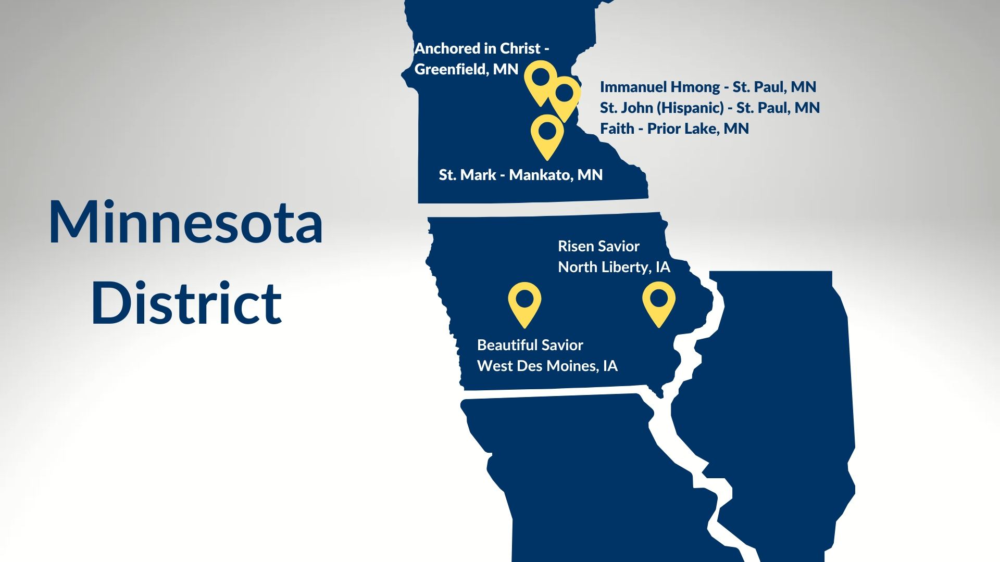 Minnesota
District
Anchored in Christ -
Greenfield, MN
Immanuel Hmong - St. Paul, MN
St. John (Hispanic) - St. Paul, MN
Faith - Prior Lake, MN
St. Mark - Mankato, MN
Risen Savior
North Liberty, IA
Beautiful Savior
West Des Moines, IA